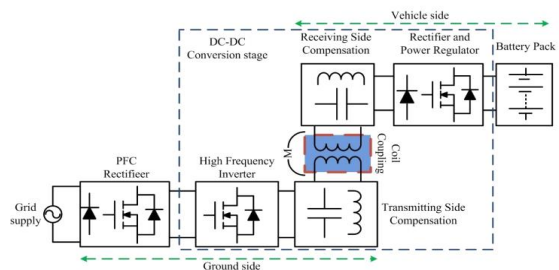 Vehicle side
DC-DC
Conversion stage
Receiving Side
Compensation
Rectifier and
Power Regulator
Battery Pack
M
Coil
Coupling
PFC
Rectifieer
High Frequency
Inverter
Grid
supply
Transmitting Side
Compensation
Ground side